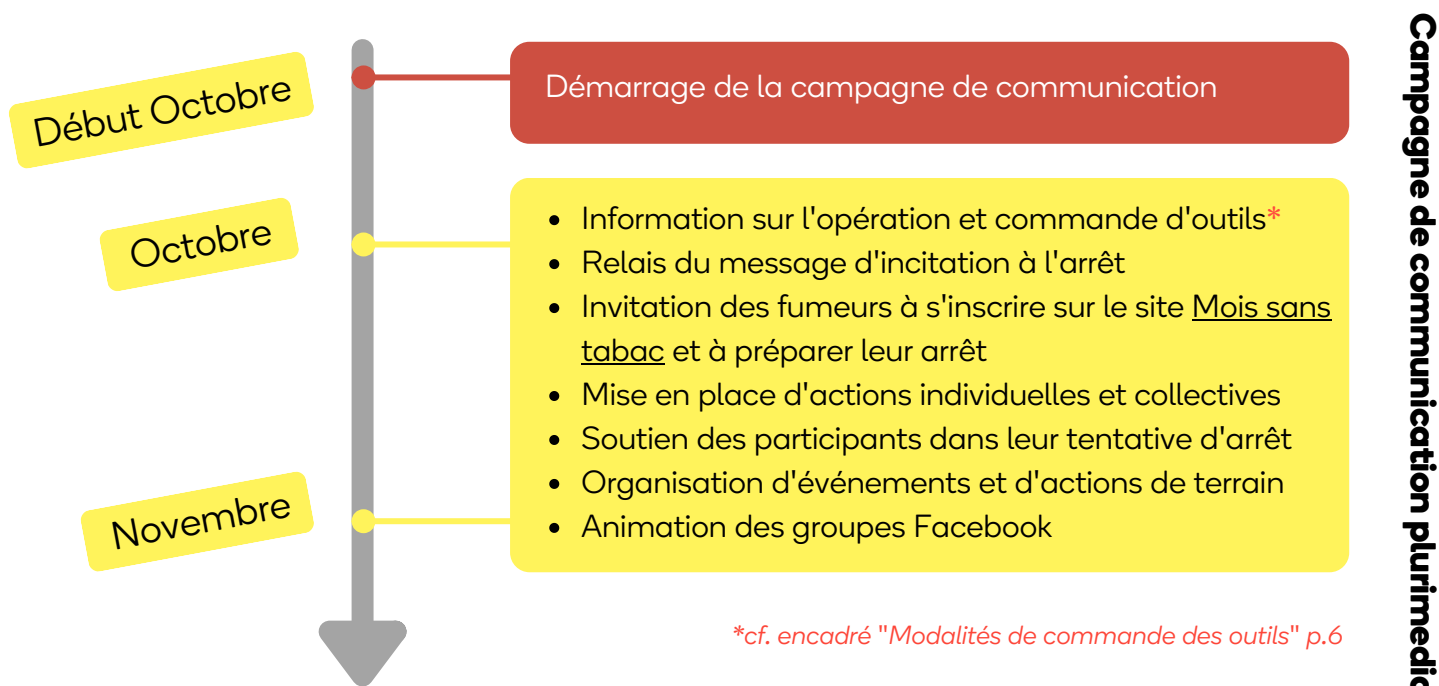 Début Octobre
Démarrage de la campagne de communication
Octobre
• Information sur l'opération et commande d'outils*
• Relais du message d'incitation à l'arrêt
• Invitation des fumeurs à s'inscrire sur le site Mois sans
tabac et à préparer leur arrêt
• Mise en place d'actions individuelles et collectives
• Soutien des participants dans leur tentative d'arrêt
• Organisation d'événements et d'actions de terrain
• Animation des groupes Facebook
Novembre
*cf. encadré "Modalités de commande des outils" p.6
Campagne de communication plurimedia